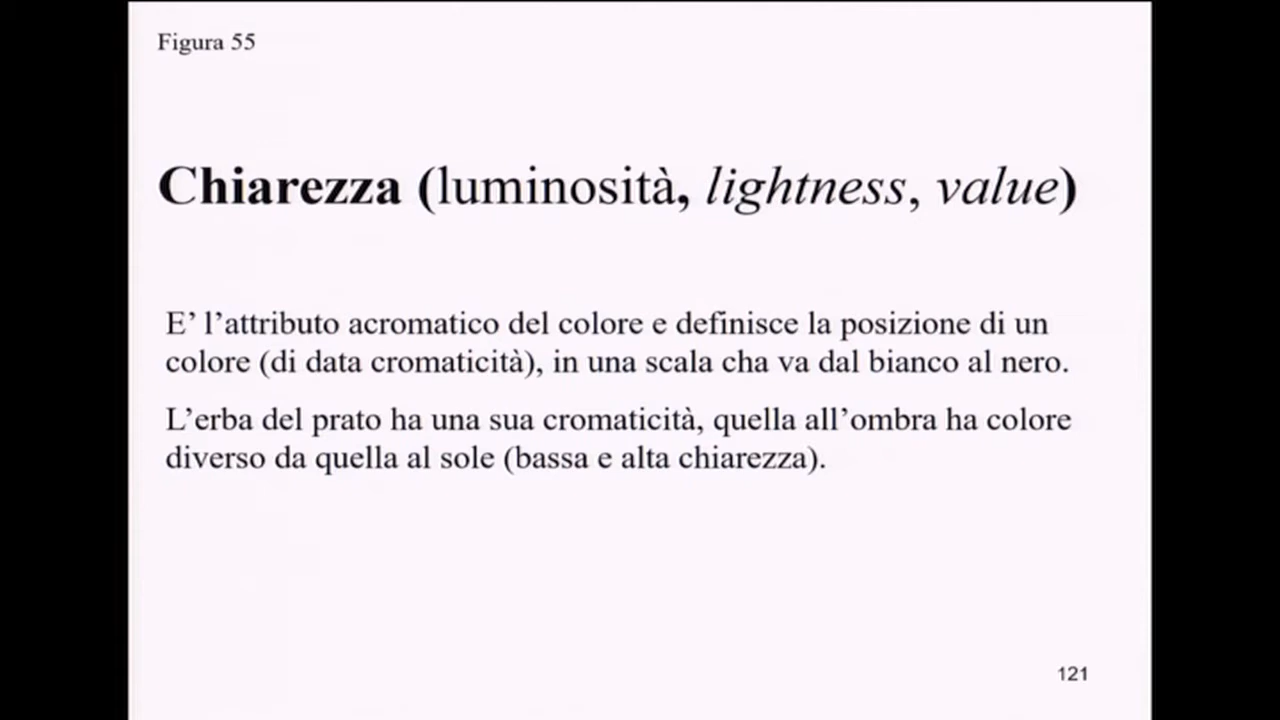 Figura 55
Chiarezza (luminosità, lightness, value)
E’ l’attributo acromatico del colore e definisce la posizione di un
colore (di data cromaticità), in una scala cha va dal bianco al nero.
L’erba del prato ha una sua cromaticità, quella all’ombra ha colore
diverso da quella al sole (bassa e alta chiarezza).
121